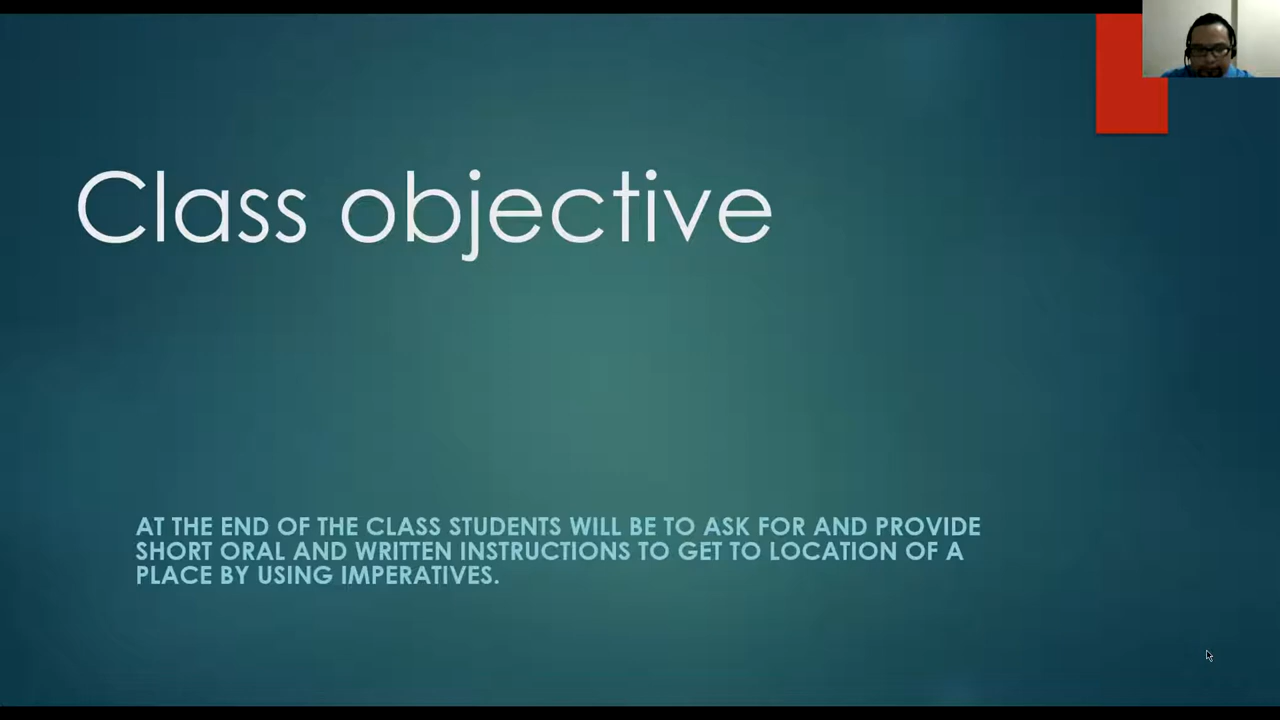 Class objective
AT THE END OF THE CLASS STUDENTS WILL BE TO ASK FOR AND PROVIDE
SHORT ORAL AND WRITTEN INSTRUCTIONS TO GET TO LOCATION OF A
PLACE BY USING IMPERATIVES.